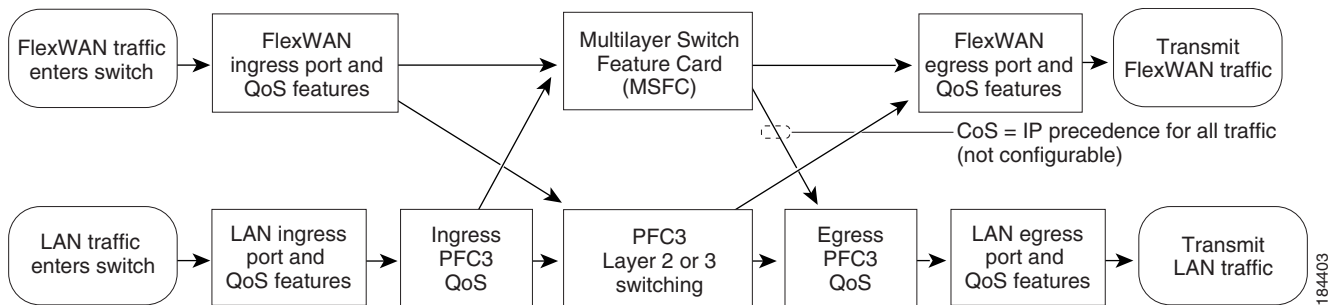 FlexWAN traffic
enters switch
FlexWAN
ingress port and
QoS features
Multilayer Switch
Feature Card
(MSFC)
FlexWAN
egress port and
QoS features
Transmit
FlexWAN traffic
CoS = IP precedence for all traffic
(not configurable)
LAN traffic
enters switch
LAN ingress
port and
QoS features
Ingress
PFC3
QoS
PFC3
Layer 2 or 3
switching
Egress
PFC3
QoS
LAN egress
port and
QoS features
Transmit
LAN traffic
184403